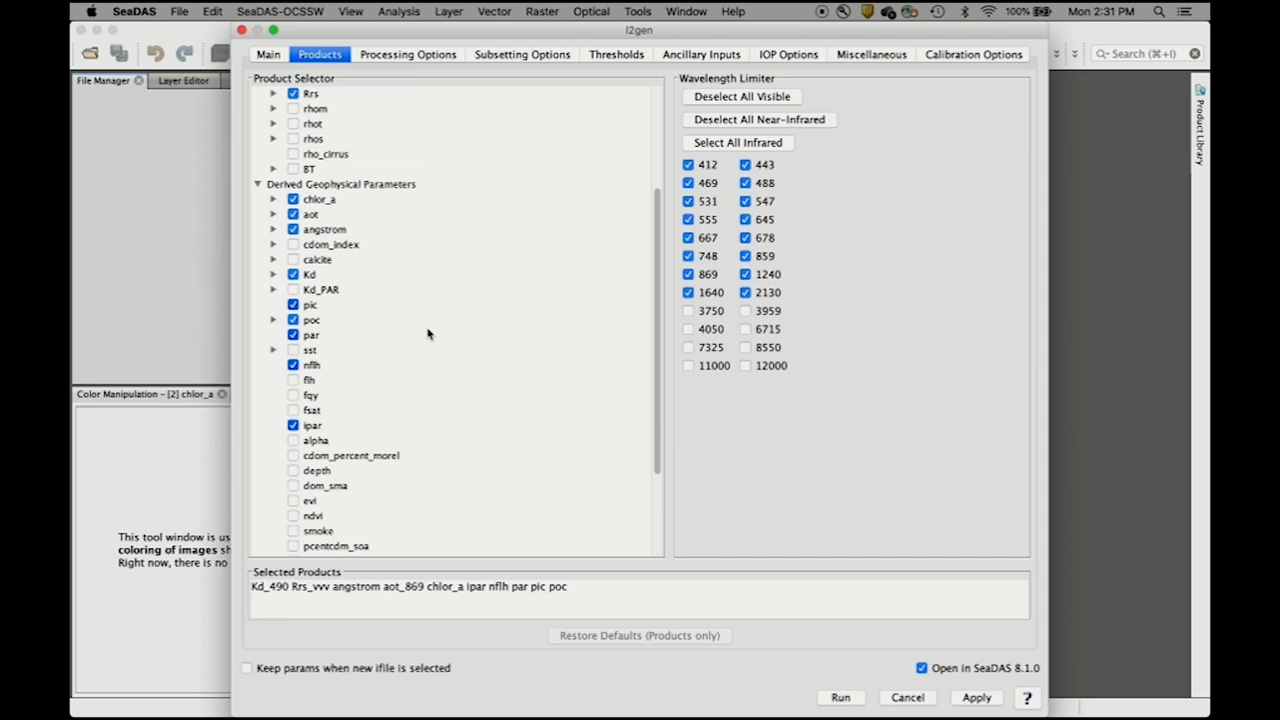 SeaDAS File Edit SeaDAS-OCSSW View Analysis Layer Vector Raster Optical Tools Window Help 100% Mon 2:31 PM
l2gen
Main Products Processing Options Subsetting Options Thresholds Ancillary Inputs IOP Options Miscellaneous Calibration Options
Search (⌘+I)
File Manager Layer Editor
Product Library
Product Selector
Rrs
rhom
rhot
rhos
rho_cirrus
BT
Derived Geophysical Parameters
chlor_a
aot
angstrom
cdom_index
calcite
Kd
Kd_PAR
pic
poc
par
sst
nflh
flh
fqy
fsat
ipar
alpha
cdom_percent_morel
depth
dom_sma
evi
ndvi
smoke
pcentcdm_soa
Wavelength Limiter
Deselect All Visible
Deselect All Near-Infrared
Select All Infrared
412 443
469 488
531 547
555 645
667 678
748 859
869 1240
1640 2130
3750 3959
4050 6715
7325 8550
11000 12000
Color Manipulation - [2] chlor_a
This tool window is us
coloring of images sh
Right now, there is no
Selected Products
Kd_490 Rrs_vvv angstrom aot_869 chlor_a ipar nflh par pic poc
Restore Defaults (Products only)
Keep params when new ifile is selected
Open in SeaDAS 8.1.0
Run Cancel Apply ?